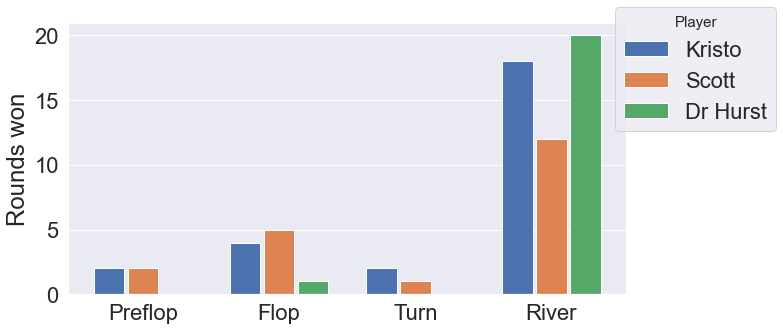 Player
Kristo
Scott
Dr Hurst
Rounds won
20
15
10
5
0
Preflop
Flop
Turn
River